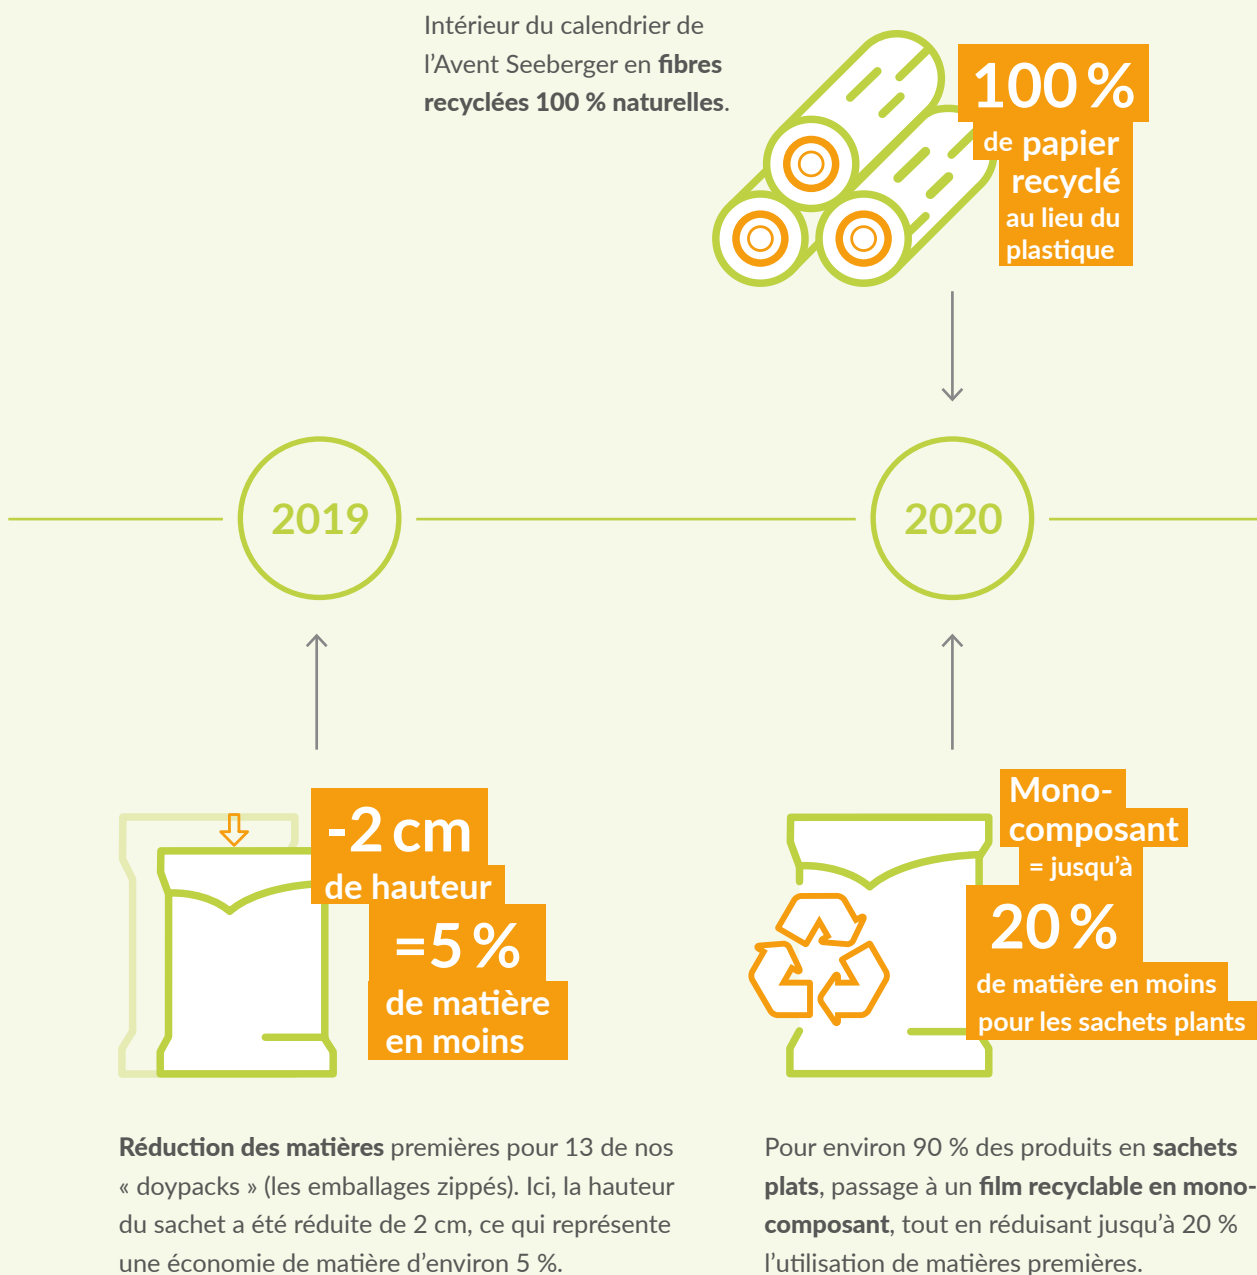 Intérieur du calendrier de
l’Avent Seeberger en fibres
recyclées 100 % naturelles.
100 %
de papier
recyclé
au lieu du
plastique
2019
2020
-2 cm
de hauteur
=5 %
de matière
en moins
Mono-
composant
= jusqu’à
20 %
de matière en moins
pour les sachets plants
Réduction des matières premières pour 13 de nos
« doypacks » (les emballages zippés). Ici, la hauteur
du sachet a été réduite de 2 cm, ce qui représente
une économie de matière d’environ 5 %.
Pour environ 90 % des produits en sachets
plats, passage à un film recyclable en mono-
composant, tout en réduisant jusqu’à 20 %
l’utilisation de matières premières.